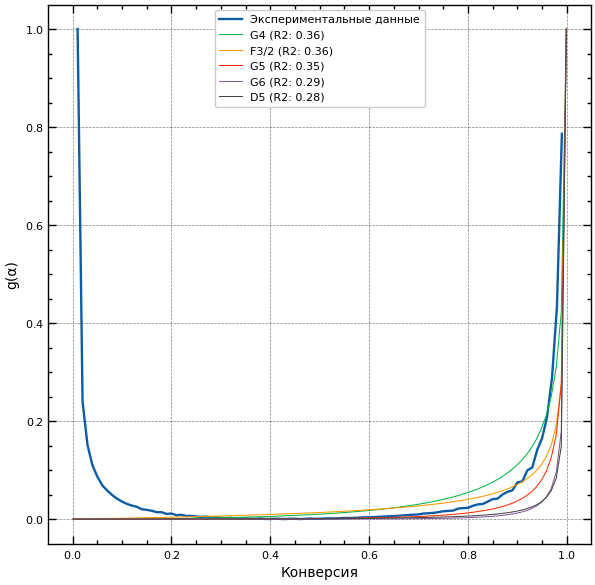 Экспериментальные данные
G4 (R2: 0.36)
F3/2 (R2: 0.36)
G5 (R2: 0.35)
G6 (R2: 0.29)
D5 (R2: 0.28)
1.0
0.8
0.6
0.4
0.2
0.0
g(α)
0.0 0.2 0.4 0.6 0.8 1.0
Конверсия